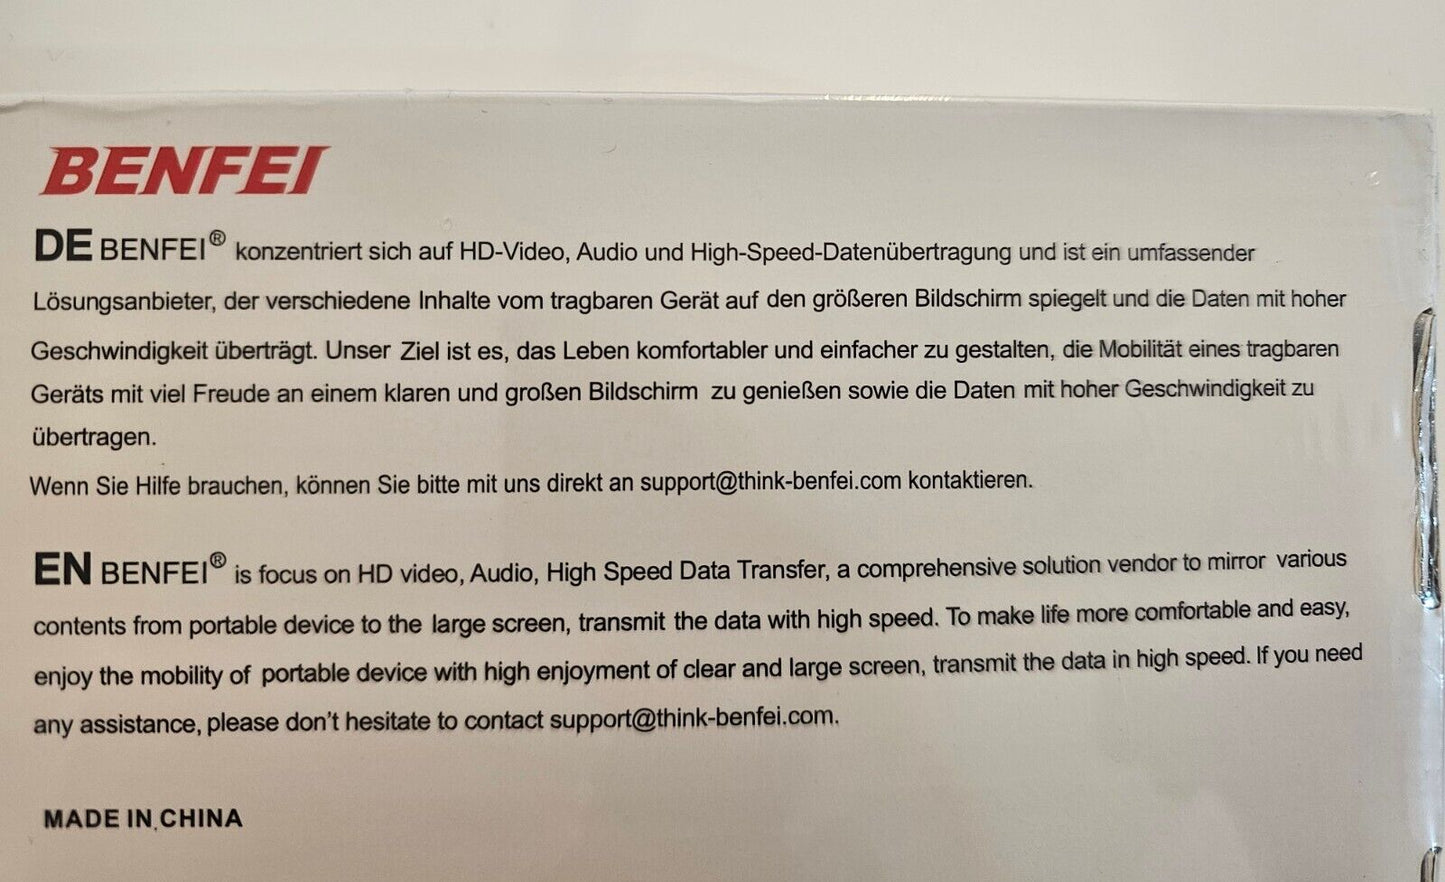 BENFEI
DE BENFEI® konzentriert sich auf HD-Video, Audio und High-Speed-Datenübertragung und ist ein umfassender
Lösungsanbieter, der verschiedene Inhalte vom tragbaren Gerät auf den größeren Bildschirm spiegelt und die Daten mit hoher
Geschwindigkeit überträgt. Unser Ziel ist es, das Leben komfortabler und einfacher zu gestalten, die Mobilität eines tragbaren
Geräts mit viel Freude an einem klaren und großen Bildschirm zu genießen sowie die Daten mit hoher Geschwindigkeit zu
übertragen.
Wenn Sie Hilfe brauchen, können Sie bitte mit uns direkt an support@think-benfei.com kontaktieren.
EN BENFEI® is focus on HD video, Audio, High Speed Data Transfer, a comprehensive solution vendor to mirror various
contents from portable device to the large screen, transmit the data with high speed. To make life more comfortable and easy,
enjoy the mobility of portable device with high enjoyment of clear and large screen, transmit the data in high speed. If you need
any assistance, please don't hesitate to contact support@think-benfei.com.
MADE IN CHINA